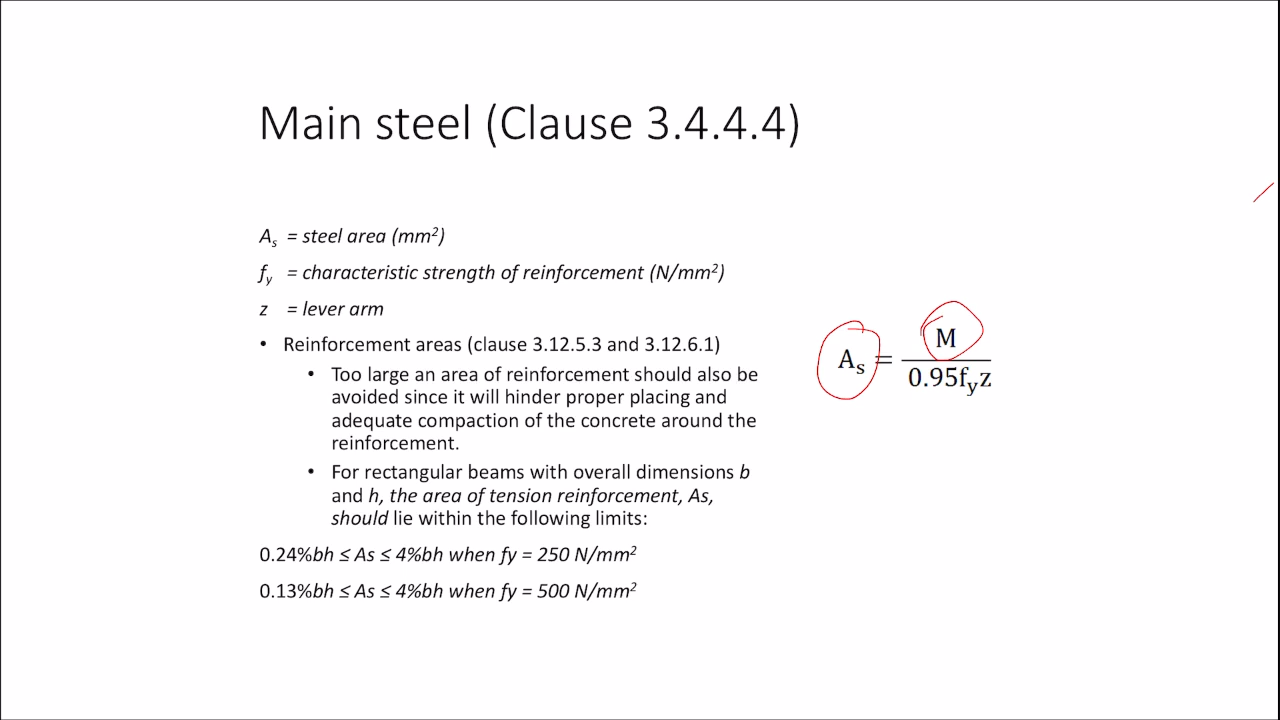 Main steel (Clause 3.4.4.4)
Aₛ = steel area (mm²)
f_y = characteristic strength of reinforcement (N/mm²)
z = lever arm
• Reinforcement areas (clause 3.12.5.3 and 3.12.6.1)
• Too large an area of reinforcement should also be
avoided since it will hinder proper placing and
adequate compaction of the concrete around the
reinforcement.
• For rectangular beams with overall dimensions b
and h, the area of tension reinforcement, As,
should lie within the following limits:
0.24%bh ≤ As ≤ 4%bh when fy = 250 N/mm²
0.13%bh ≤ As ≤ 4%bh when fy = 500 N/mm²
Aₛ = M / 0.95f_yz